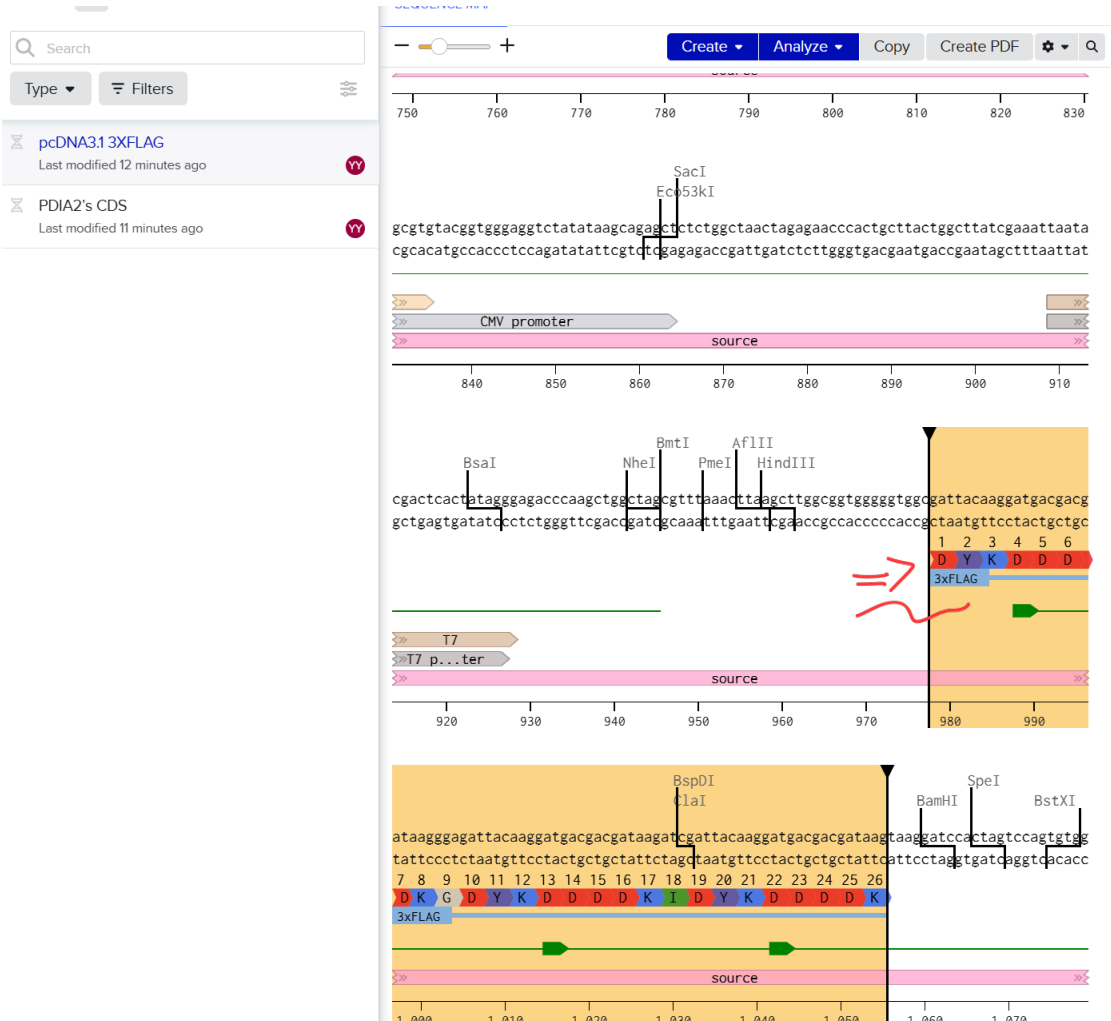 SEQUENCE MAP
Search
Create
Analyze
Copy
Create PDF
Type
Filters
source
750 760 770 780 790 800 810 820 830
pcDNA3.1 3XFLAG
Last modified 12 minutes ago
YY
PDIA2's CDS
Last modified 11 minutes ago
YY
SacI
Eco53kI
gcgtgtacggtgggaggtctatataagcagagctctctggctaactagagaacccactgcttactggcttatcgaaattaata
cgcacatgccaccctccagatatattcgtctcgagagaccgattgatctcttgggtgacgaatgaccgaatagctttaattat
CMV promoter
source
840 850 860 870 880 890 900 910
BmtI AflII
BsaI NheI PmeI HindIII
cgactcactatagggagacccaagctggctagcgtttaaacttaagcttggcggtgggggtggcgattacaaggatgacgacg
gctgagtgatatccctctgggttcgaccgatcgcaaatttgaattcgaaccgccacccccaccgctaatgttcctactgctgc
1 2 3 4 5 6
D Y K D D D
3xFLAG
T7
T7 p...ter
source
920 930 940 950 960 970 980 990
BspDI SpeI
ClaI BamHI BstXI
ataagggagattacaaggatgacgacgataagatcgattacaaggatgacgacgataagtaaggatccactagtccagtgtgg
tattccctctaatgttcctactgctgctattctagctaatgttcctactgctgctattcattcctaggtgatcaggtcacacc
7 8 9 10 11 12 13 14 15 16 17 18 19 20 21 22 23 24 25 26
D K G D Y K D D D D K I D Y K D D D D K
3xFLAG
source
1,000 1,010 1,020 1,030 1,040 1,050 1,060 1,070